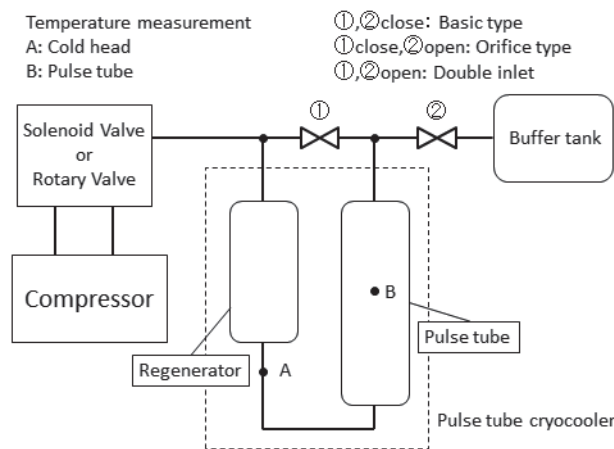 Temperature measurement
A: Cold head
B: Pulse tube
①,②close: Basic type
①close,②open: Orifice type
①,②open: Double inlet
①
②
Solenoid Valve
or
Rotary Valve
Buffer tank
Compressor
B
Pulse tube
Regenerator
A
Pulse tube cryocooler